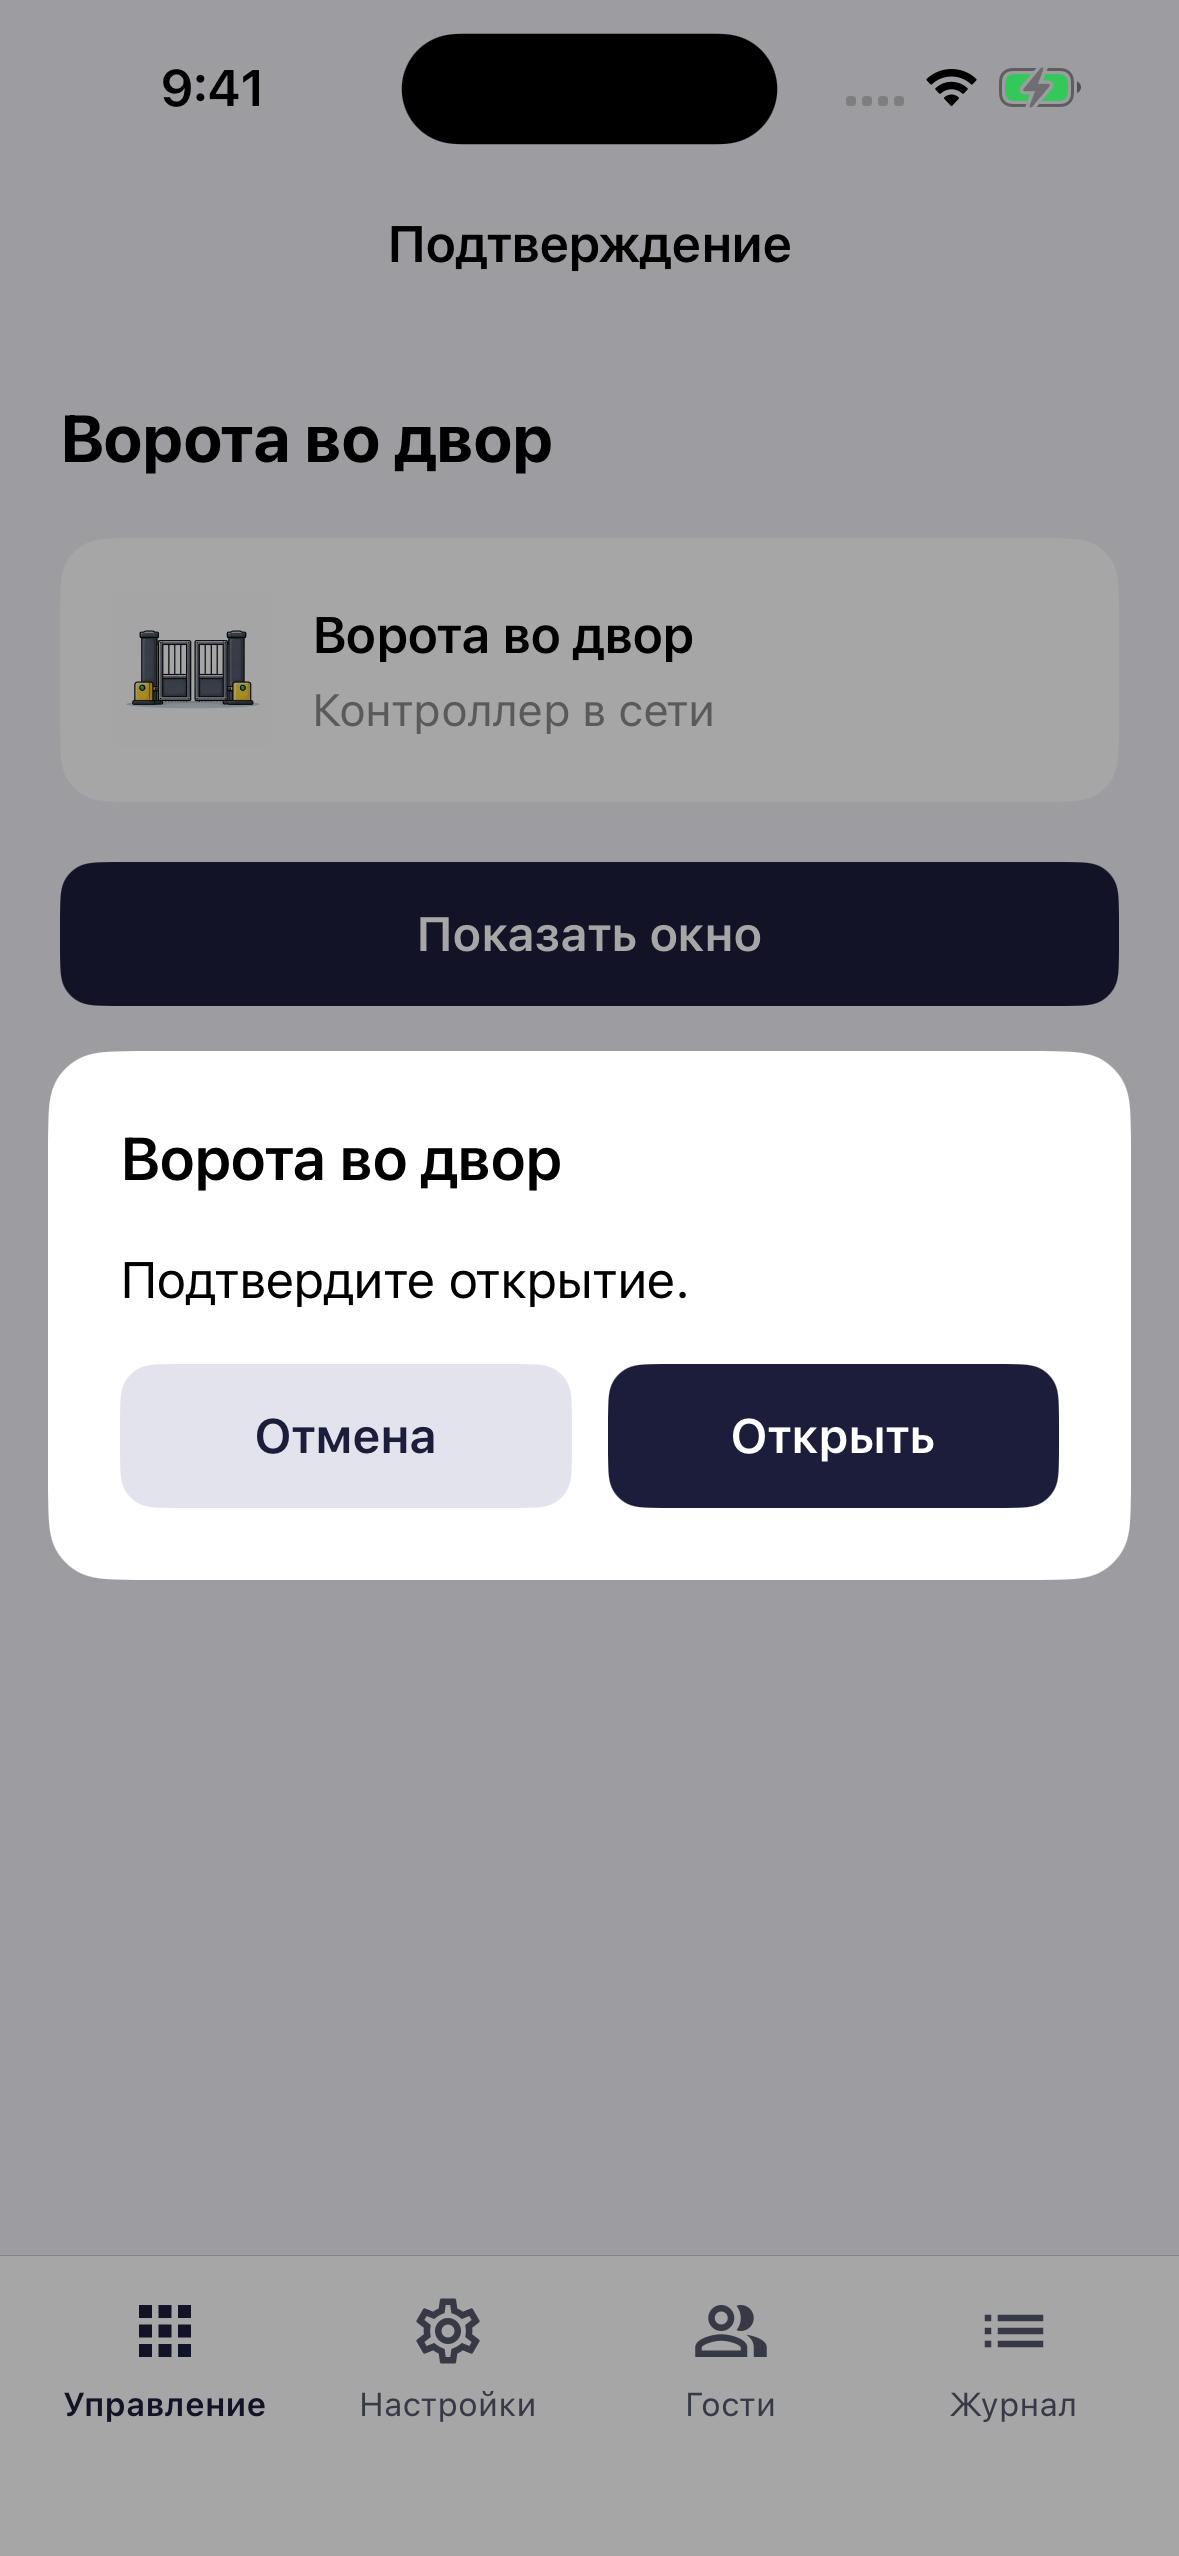 9:41
Подтверждение
Ворота во двор
Ворота во двор
Контроллер в сети
Показать окно
Ворота во двор
Подтвердите открытие.
Отмена
Открыть
Управление
Настройки
Гости
Журнал